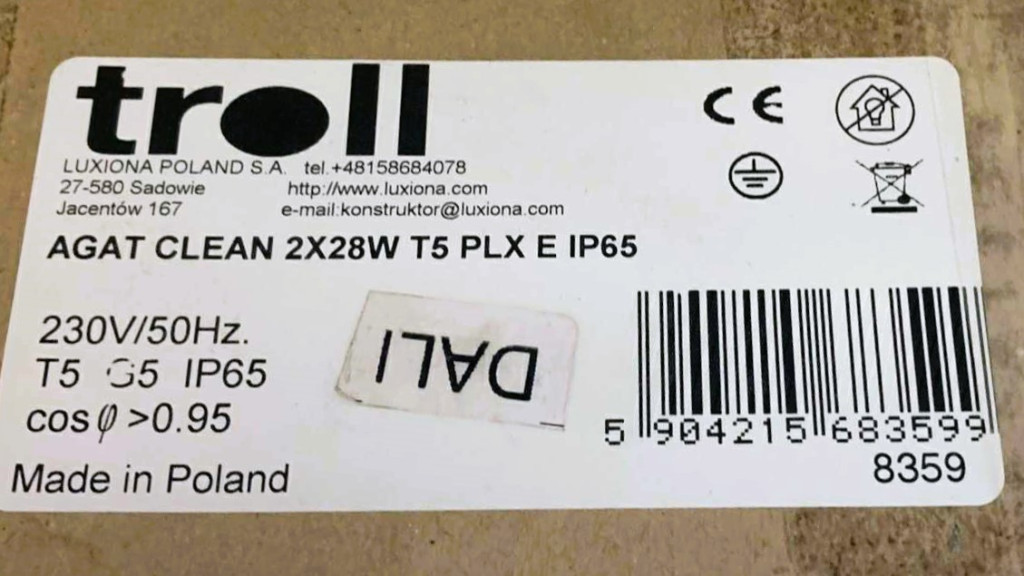 troll
LUXIONA POLAND S.A. tel.+48158684078
27-580 Sadowie http://www.luxiona.com
Jacentów 167 e-mail:konstruktor@luxiona.com
AGAT CLEAN 2X28W T5 PLX E IP65
CE
230V/50Hz.
T5 G5 IP65
cos φ >0.95
Made in Poland
DALI
5 904215 683599
8359